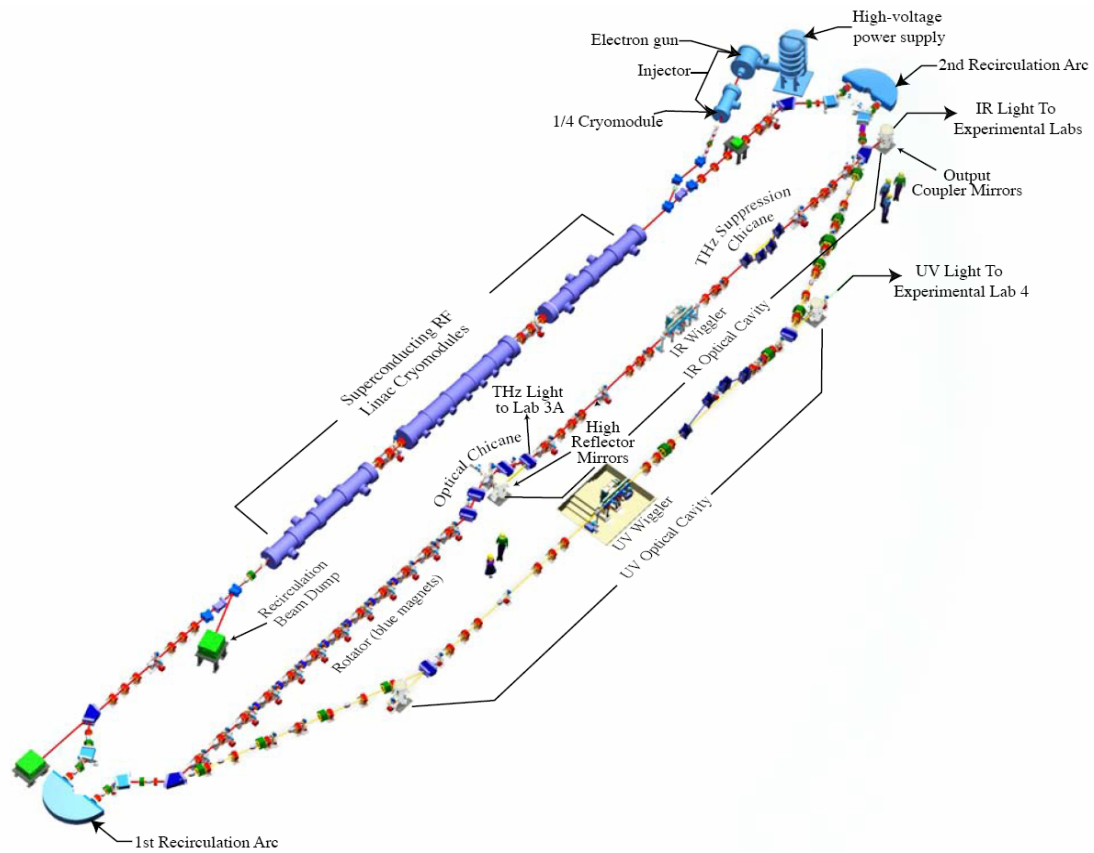 High-voltage
power supply
Electron gun
Injector
2nd Recirculation Arc
1/4 Cryomodule
IR Light To
Experimental Labs
Output
Coupler Mirrors
THz Suppression
Chicane
UV Light To
Experimental Lab 4
Superconducting RF
Linac Cryomodules
IR Wiggler
IR Optical Cavity
THz Light
to Lab 3A
High
Reflector
Mirrors
Optical Chicane
UV Wiggler
UV Optical Cavity
Recirculation
Beam Dump
Rotator (blue magnets)
1st Recirculation Arc